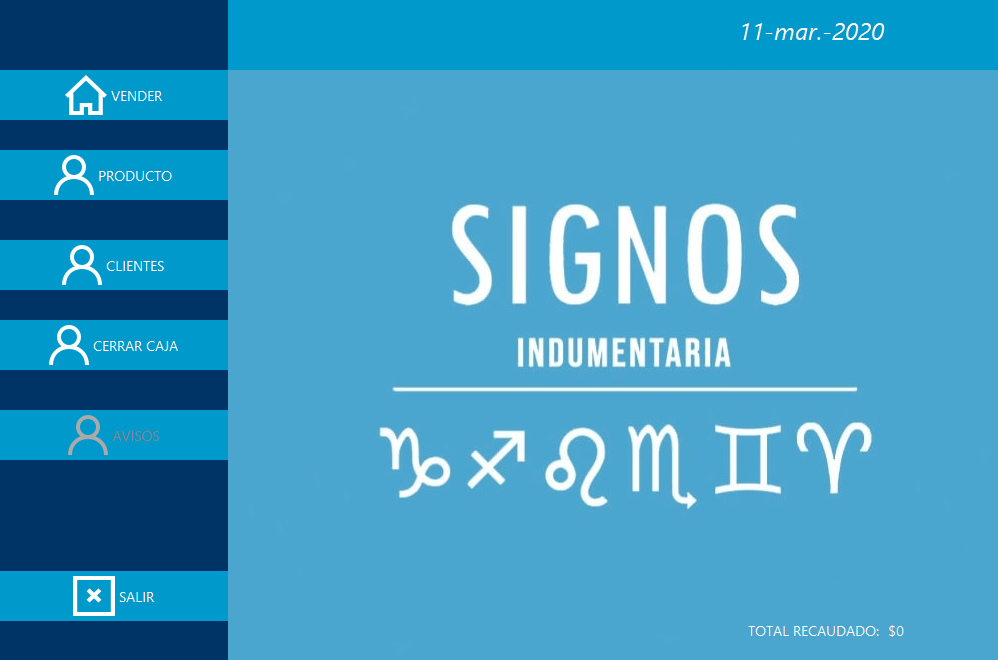 11-mar.-2020
VENDER
PRODUCTO
CLIENTES
CERRAR CAJA
AVISOS
SALIR
SIGNOS
INDUMENTARIA
♑♐♌♏♊♈
TOTAL RECAUDADO: $0